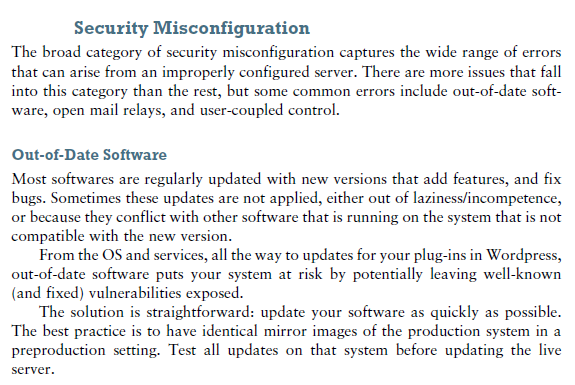 Security Misconfiguration
The broad category of security misconfiguration captures the wide range of errors
that can arise from an improperly configured server. There are more issues that fall
into this category than the rest, but some common errors include out-of-date soft-
ware, open mail relays, and user-coupled control.
Out-of-Date Software
Most softwares are regularly updated with new versions that add features, and fix
bugs. Sometimes these updates are not applied, either out of laziness/incompetence,
or because they conflict with other software that is running on the system that is not
compatible with the new version.
From the OS and services, all the way to updates for your plug-ins in Wordpress,
out-of-date software puts your system at risk by potentially leaving well-known
(and fixed) vulnerabilities exposed.
The solution is straightforward: update your software as quickly as possible.
The best practice is to have identical mirror images of the production system in a
preproduction setting. Test all updates on that system before updating the live
server.